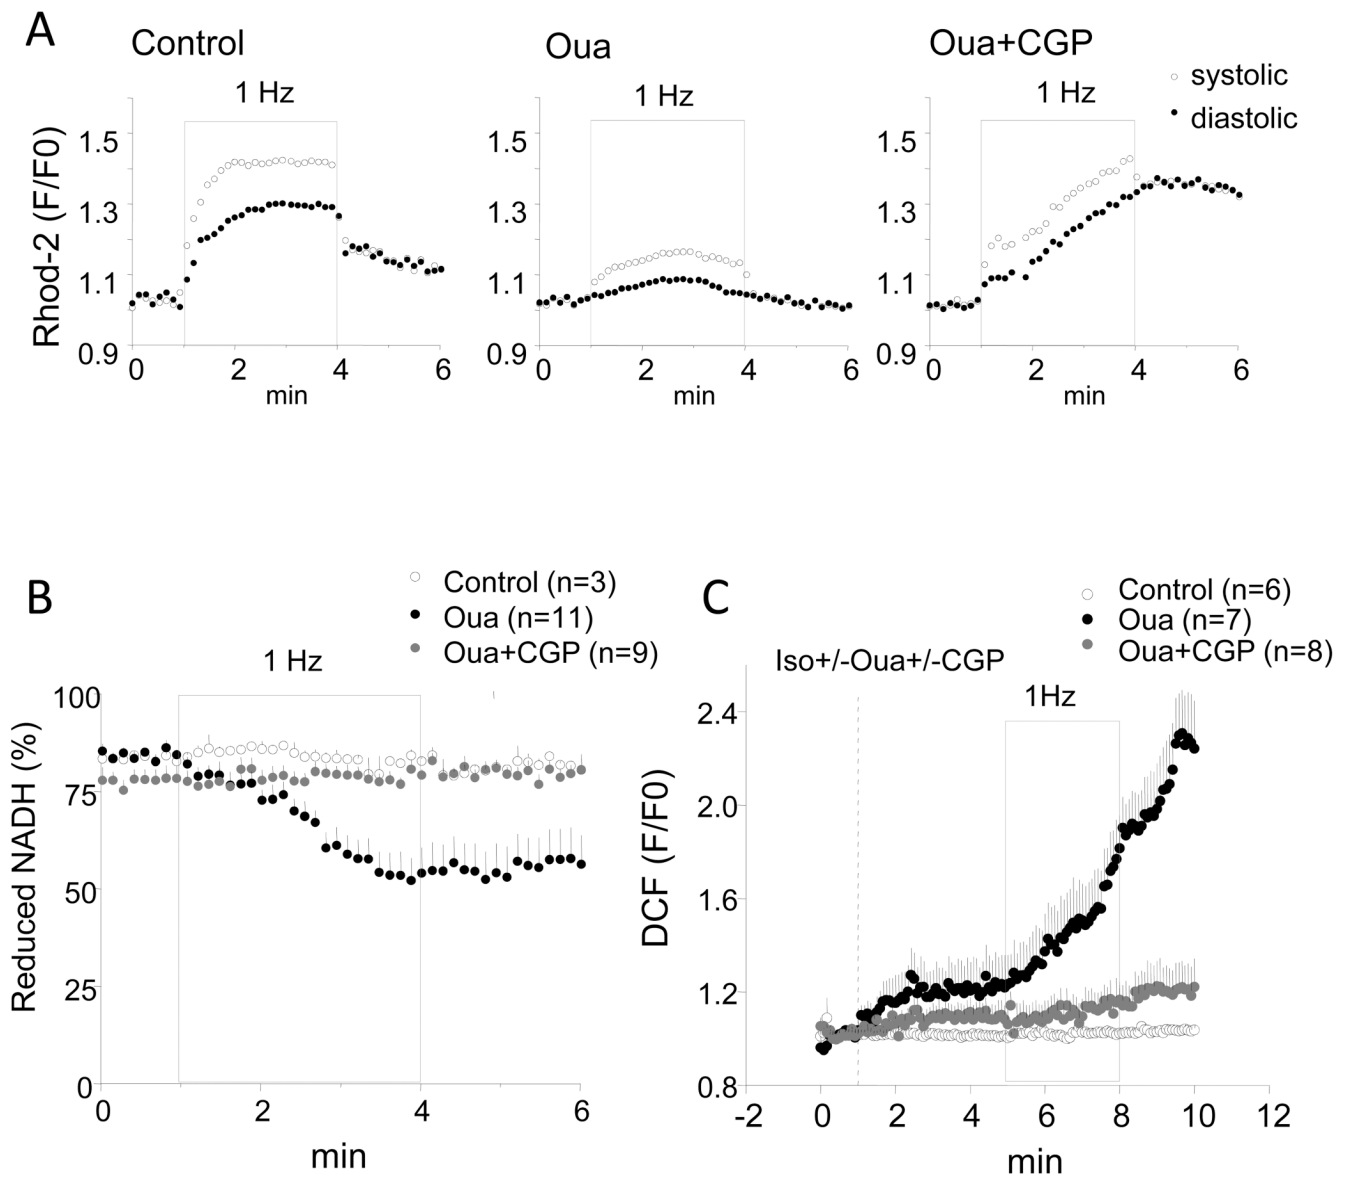 A
Control
Oua
Oua+CGP
systolic
diastolic
1 Hz
1 Hz
1 Hz
Rhod-2 (F/F0)
1.5
1.3
1.1
0.9
0 2 4 6
min
1.5
1.3
1.1
0.9
0 2 4 6
min
1.5
1.3
1.1
0.9
0 2 4 6
min
B
Control (n=3)
Oua (n=11)
Oua+CGP (n=9)
1 Hz
Reduced NADH (%)
100
75
50
25
0
0 2 4 6
min
C
Control (n=6)
Oua (n=7)
Oua+CGP (n=8)
Iso+/-Oua+/-CGP
1Hz
DCF (F/F0)
2.4
2.0
1.6
1.2
0.8
-2 0 2 4 6 8 10 12
min